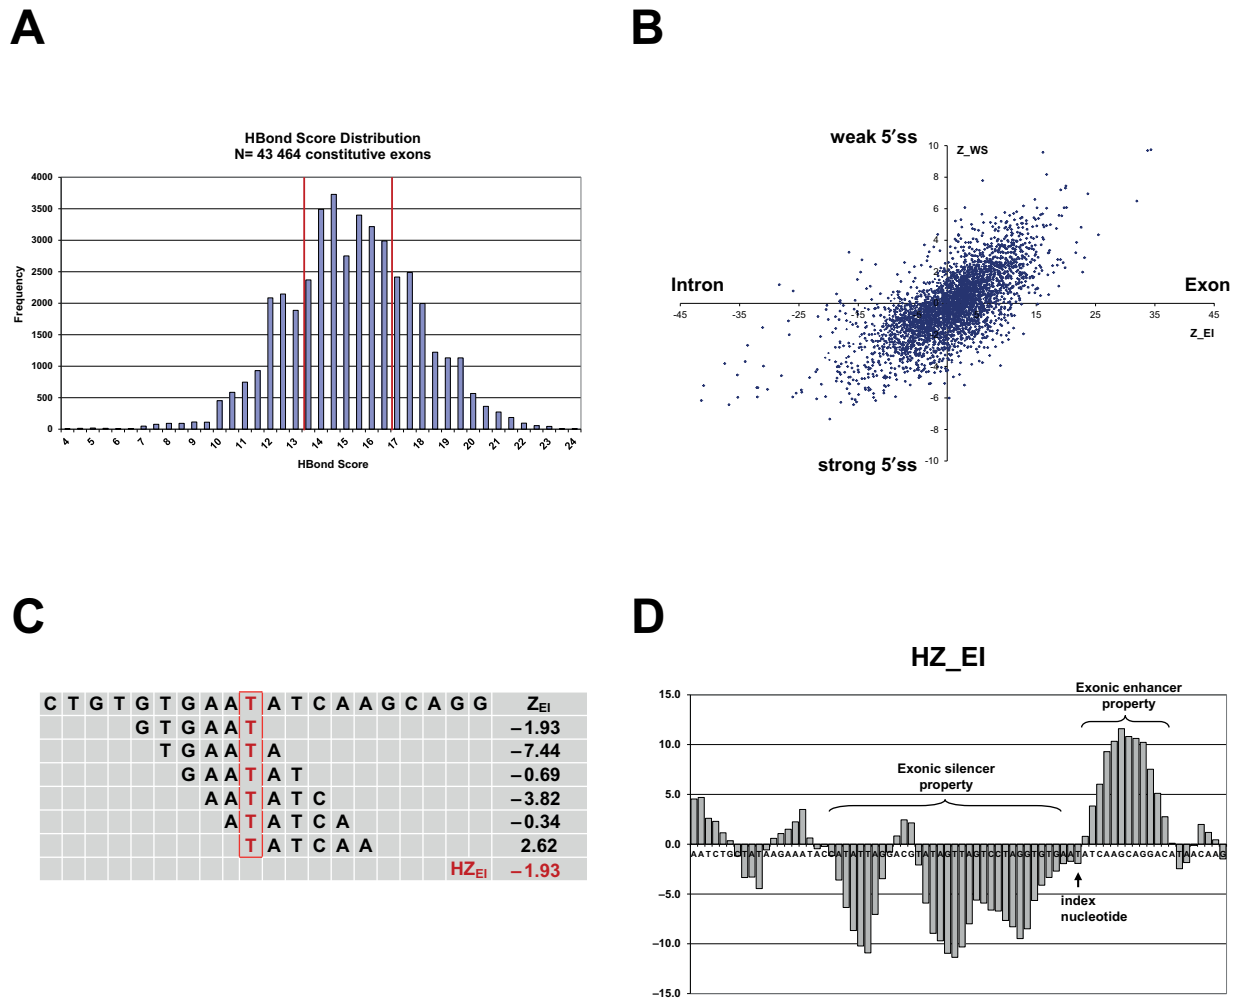 A
HBond Score Distribution
N= 43 464 constitutive exons
Frequency
4000
3500
3000
2500
2000
1500
1000
500
0
4 5 6 7 8 9 10 11 12 13 14 15 16 17 18 19 20 21 22 23 24
HBond Score
B
weak 5′ss
Z_WS
Intron
Exon
Z_EI
10
8
6
4
2
0
-6
-8
-10
-45 -35 -25 -15 15 25 35 45
strong 5′ss
C
C T G T G T G A A T A T C A A G C A G G Z_EI
G T G A A T –1.93
T G A A T A –7.44
G A A T A T –0.69
A A T A T C –3.82
A T A T C A –0.34
T A T C A A 2.62
HZ_EI –1.93
D
HZ_EI
15.0
10.0
5.0
0.0
–5.0
–10.0
–15.0
Exonic enhancer
property
Exonic silencer
property
AATCTGCTATAAGAAATACCATATTAGGACGTATAGTTAGTCCTAGGTGTGAATATCAAGCAGGACATAACAAG
index
nucleotide